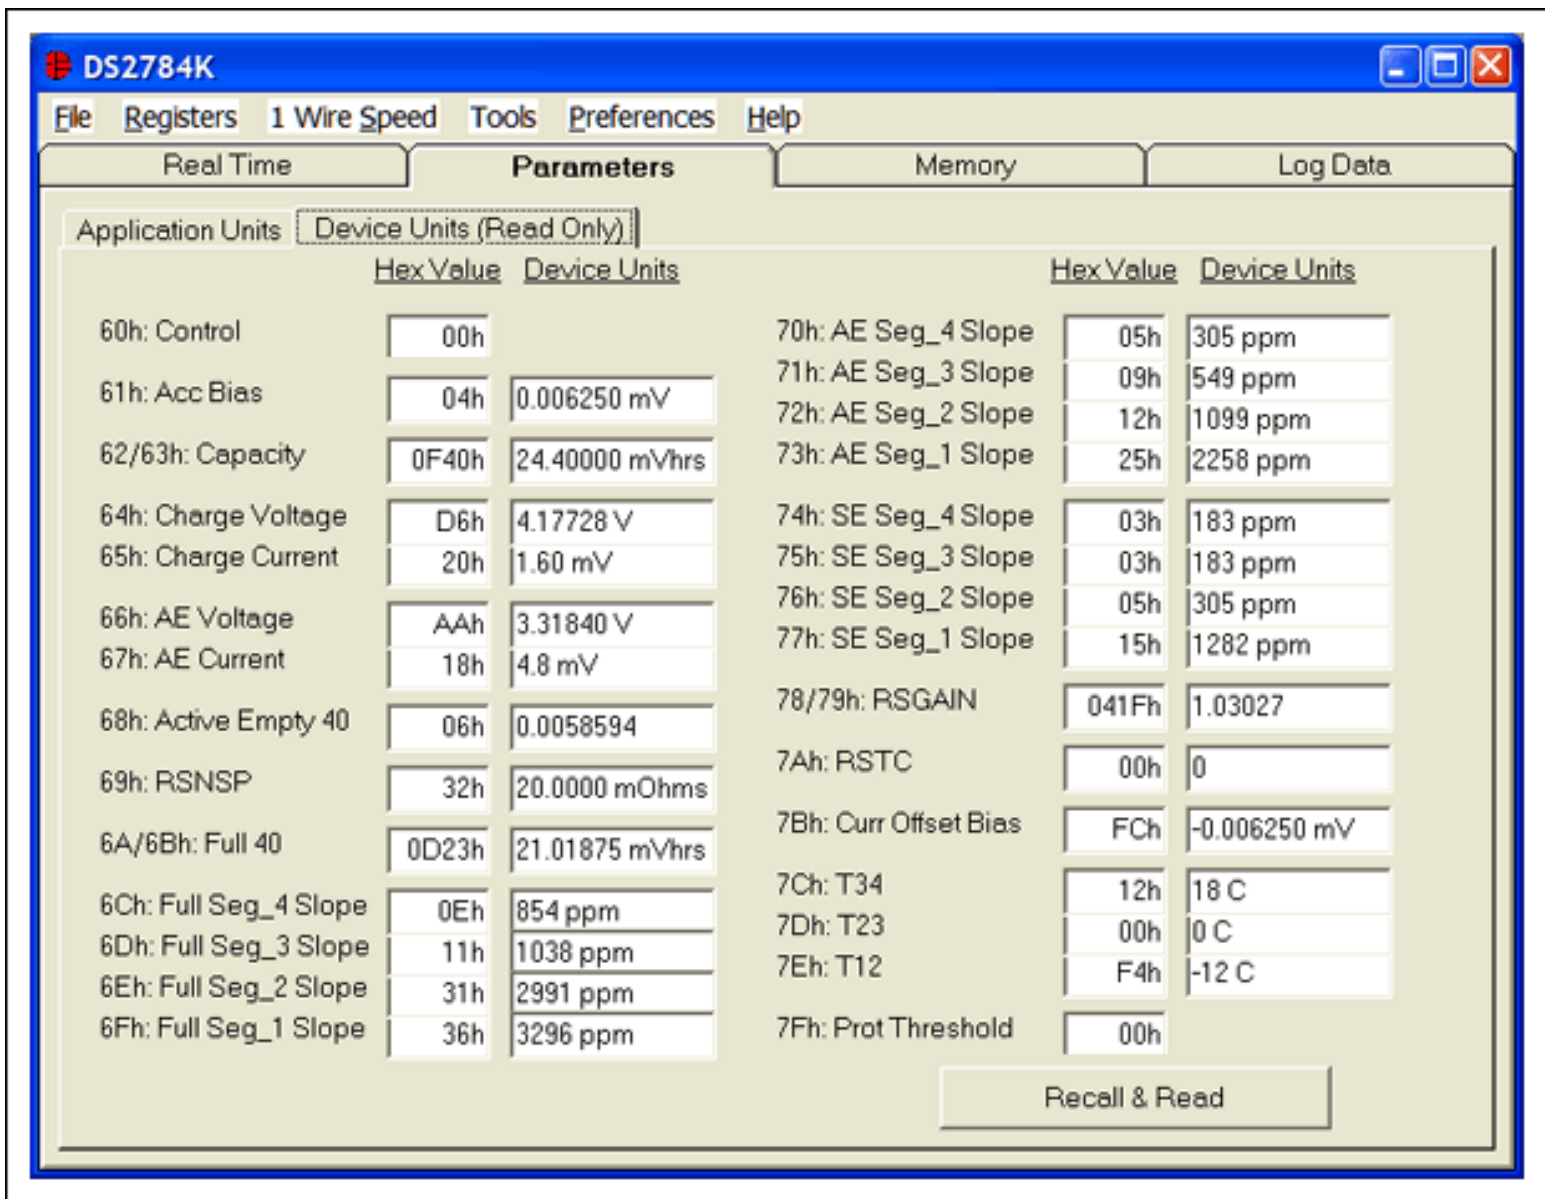 DS2784K
File Registers 1 Wire Speed Tools Preferences Help
Real Time Parameters Memory Log Data
Application Units Device Units (Read Only)
Hex Value Device Units Hex Value Device Units
60h: Control 00h
61h: Acc Bias 04h 0.006250 mV
62/63h: Capacity 0F40h 24.40000 mVhrs
64h: Charge Voltage D6h 4.17728 V
65h: Charge Current 20h 1.60 mV
66h: AE Voltage AAh 3.31840 V
67h: AE Current 18h 4.8 mV
68h: Active Empty 40 06h 0.0058594
69h: RSNSP 32h 20.0000 mOhms
6A/6Bh: Full 40 0D23h 21.01875 mVhrs
6Ch: Full Seg_4 Slope 0Eh 854 ppm
6Dh: Full Seg_3 Slope 11h 1038 ppm
6Eh: Full Seg_2 Slope 31h 2991 ppm
6Fh: Full Seg_1 Slope 36h 3296 ppm
70h: AE Seg_4 Slope 05h 305 ppm
71h: AE Seg_3 Slope 09h 549 ppm
72h: AE Seg_2 Slope 12h 1099 ppm
73h: AE Seg_1 Slope 25h 2258 ppm
74h: SE Seg_4 Slope 03h 183 ppm
75h: SE Seg_3 Slope 03h 183 ppm
76h: SE Seg_2 Slope 05h 305 ppm
77h: SE Seg_1 Slope 15h 1282 ppm
78/79h: RSGAIN 041Fh 1.03027
7Ah: RSTC 00h 0
7Bh: Curr Offset Bias FCh -0.006250 mV
7Ch: T34 12h 18 C
7Dh: T23 00h 0 C
7Eh: T12 F4h -12 C
7Fh: Prot Threshold 00h
Recall & Read